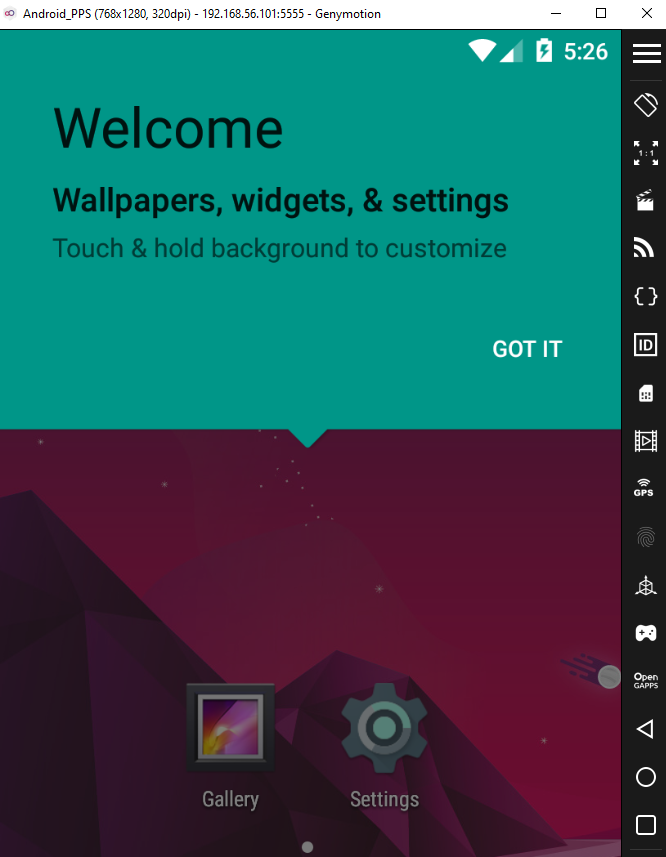 Android_PPS (768x1280, 320dpi) - 192.168.56.101:5555 - Genymotion
5:26
Welcome
Wallpapers, widgets, & settings
Touch & hold background to customize
GOT IT
1:1
ID
GPS
Open
GAPPS
Gallery
Settings